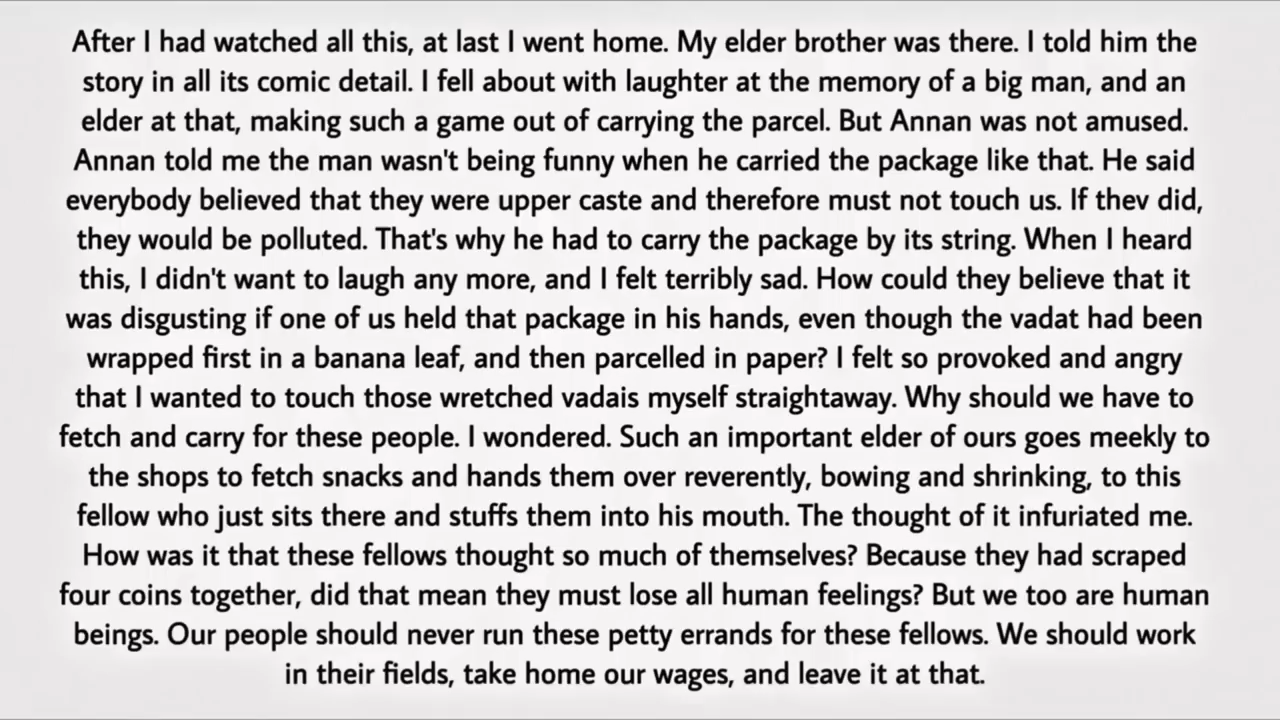 After I had watched all this, at last I went home. My elder brother was there. I told him the
story in all its comic detail. I fell about with laughter at the memory of a big man, and an
elder at that, making such a game out of carrying the parcel. But Annan was not amused.
Annan told me the man wasn't being funny when he carried the package like that. He said
everybody believed that they were upper caste and therefore must not touch us. If thev did,
they would be polluted. That's why he had to carry the package by its string. When I heard
this, I didn't want to laugh any more, and I felt terribly sad. How could they believe that it
was disgusting if one of us held that package in his hands, even though the vadat had been
wrapped first in a banana leaf, and then parcelled in paper? I felt so provoked and angry
that I wanted to touch those wretched vadais myself straightaway. Why should we have to
fetch and carry for these people. I wondered. Such an important elder of ours goes meekly to
the shops to fetch snacks and hands them over reverently, bowing and shrinking, to this
fellow who just sits there and stuffs them into his mouth. The thought of it infuriated me.
How was it that these fellows thought so much of themselves? Because they had scraped
four coins together, did that mean they must lose all human feelings? But we too are human
beings. Our people should never run these petty errands for these fellows. We should work
in their fields, take home our wages, and leave it at that.